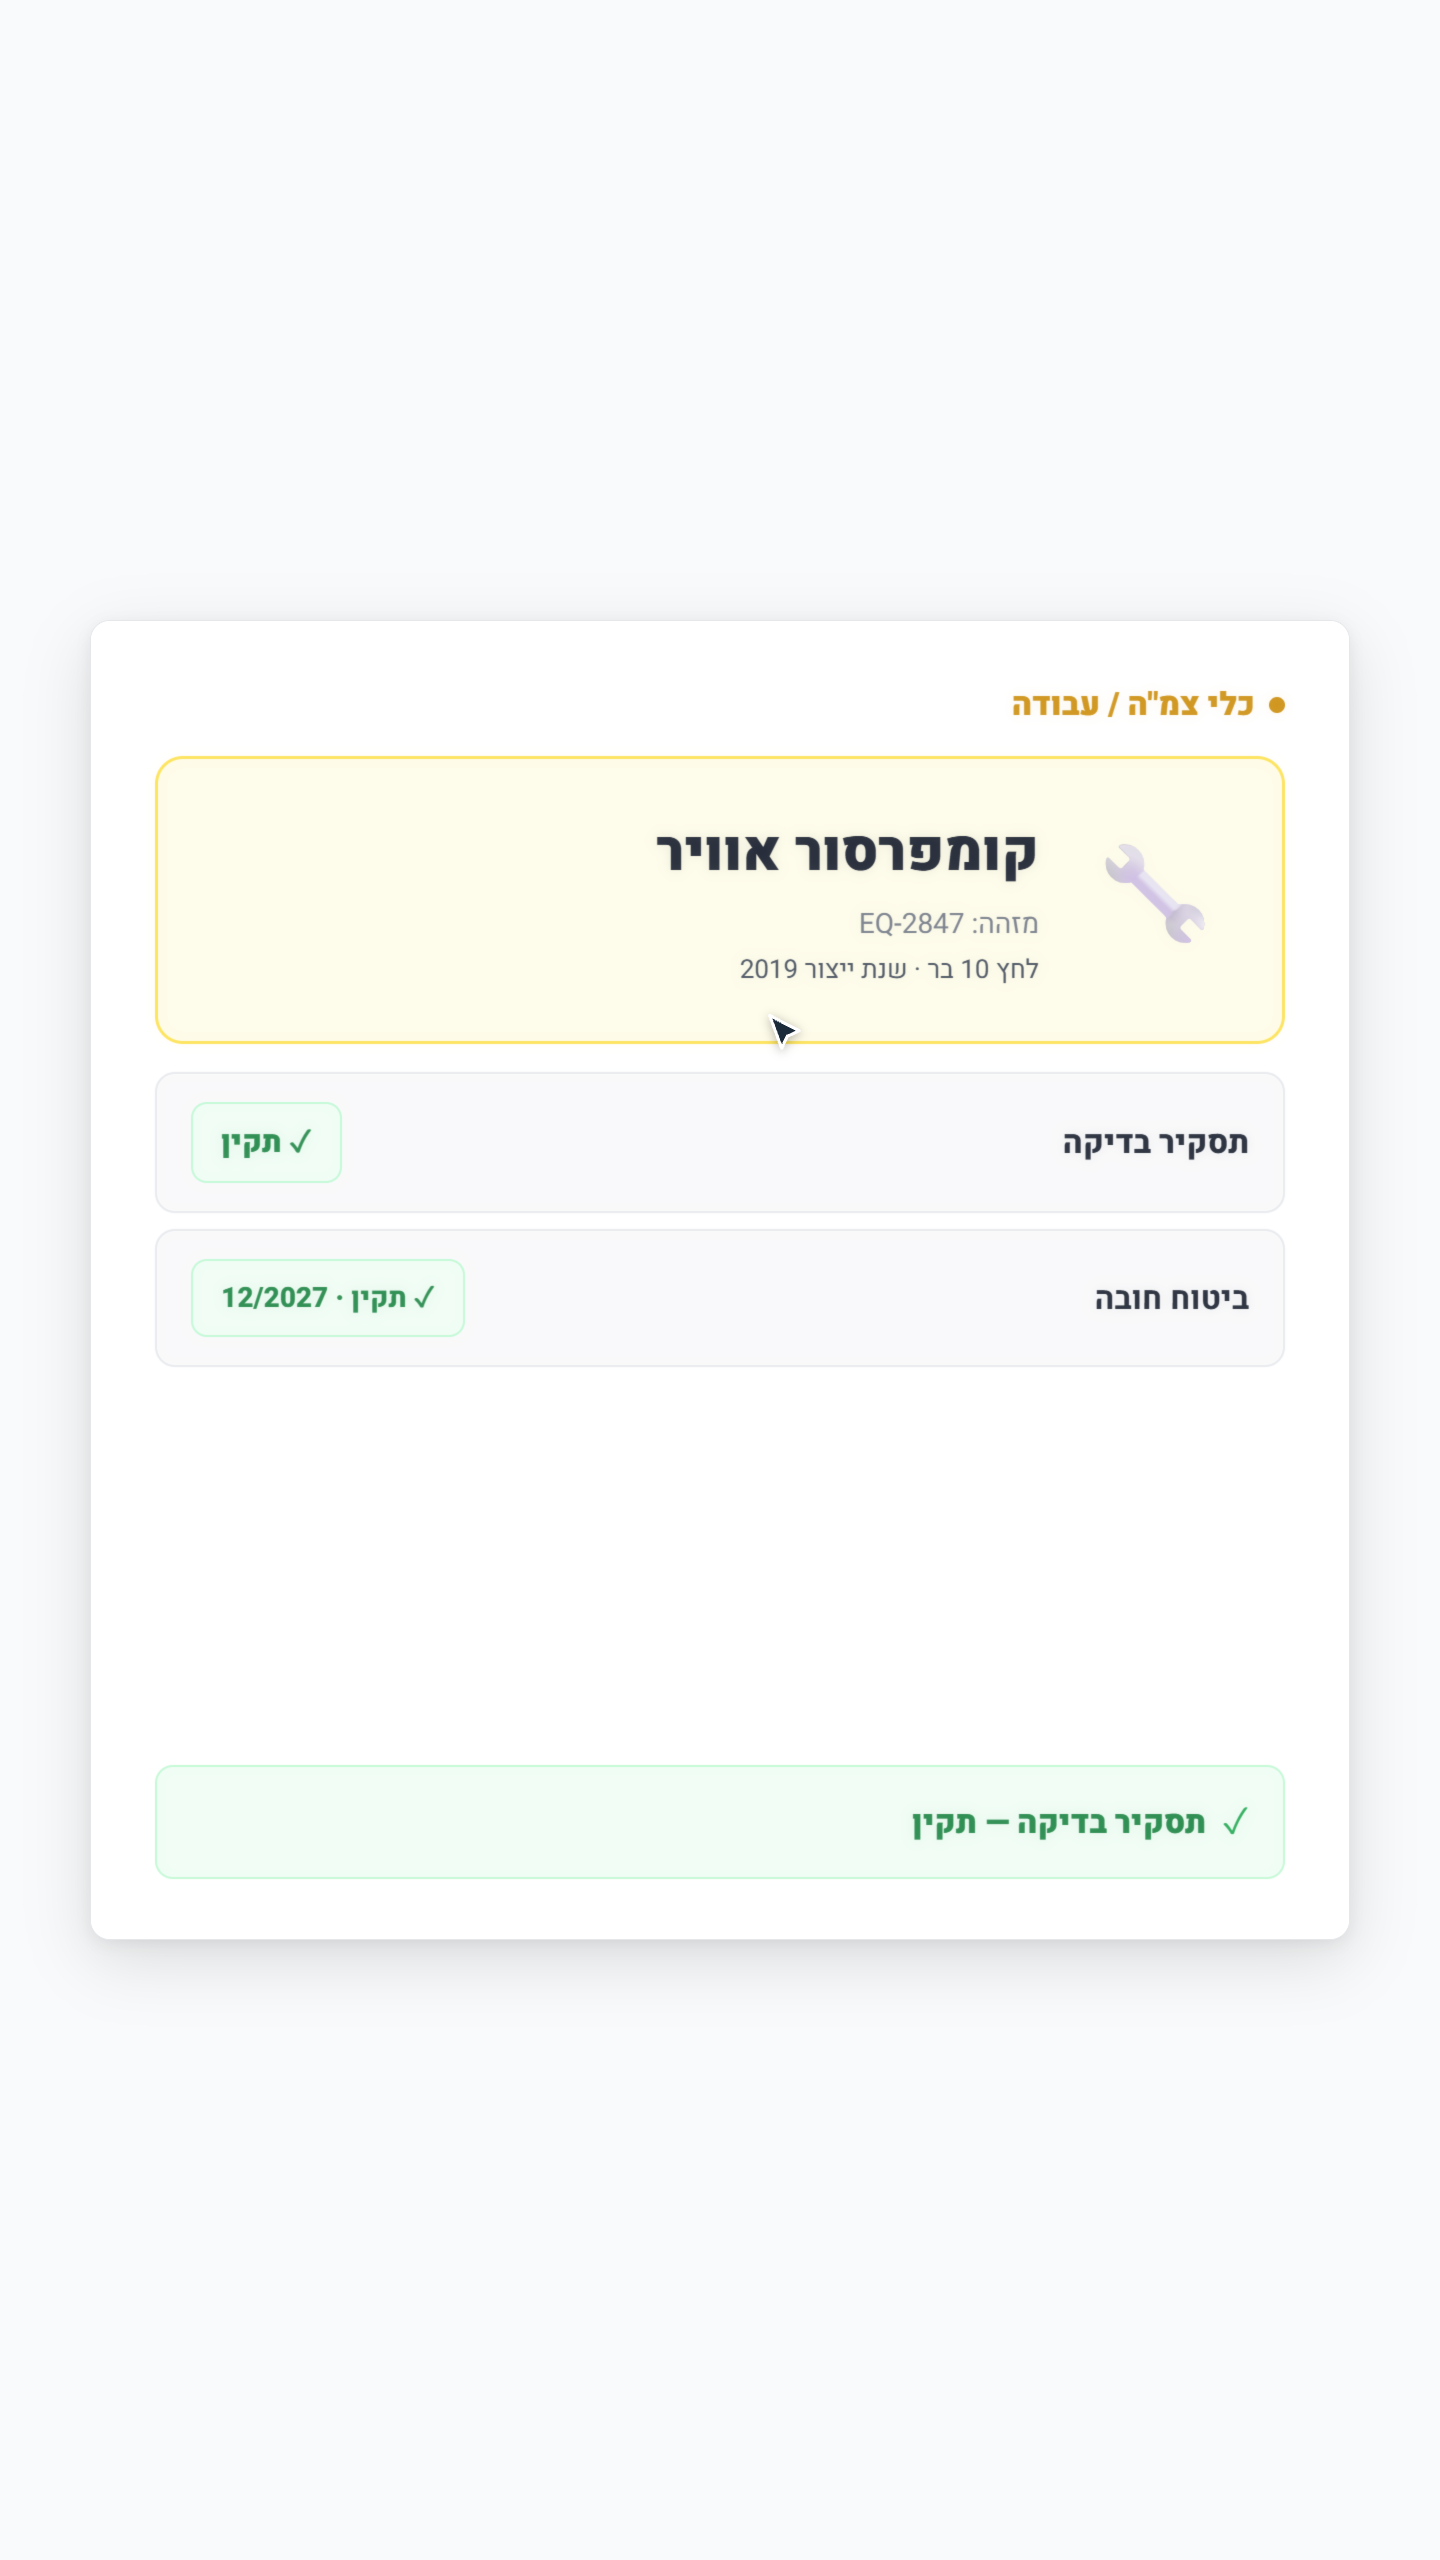 כלי צמ"ה / עבודה
קומפרסור אוויר
מזהה: EQ-2847
לחץ 10 בר · שנת ייצור 2019
תסקיר בדיקה
✓ תקין
ביטוח חובה
✓ תקין · 12/2027
✓ תסקיר בדיקה — תקין